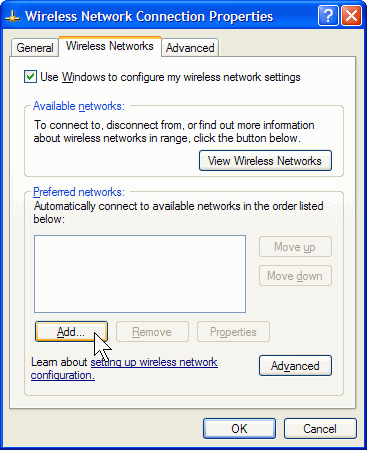 Wireless Network Connection Properties
General
Wireless Networks
Advanced
Use Windows to configure my wireless network settings
Available networks:
To connect to, disconnect from, or find out more information
about wireless networks in range, click the button below.
View Wireless Networks
Preferred networks:
Automatically connect to available networks in the order listed
below:
Move up
Move down
Add...
Remove
Properties
Learn about setting up wireless network
configuration.
Advanced
OK
Cancel